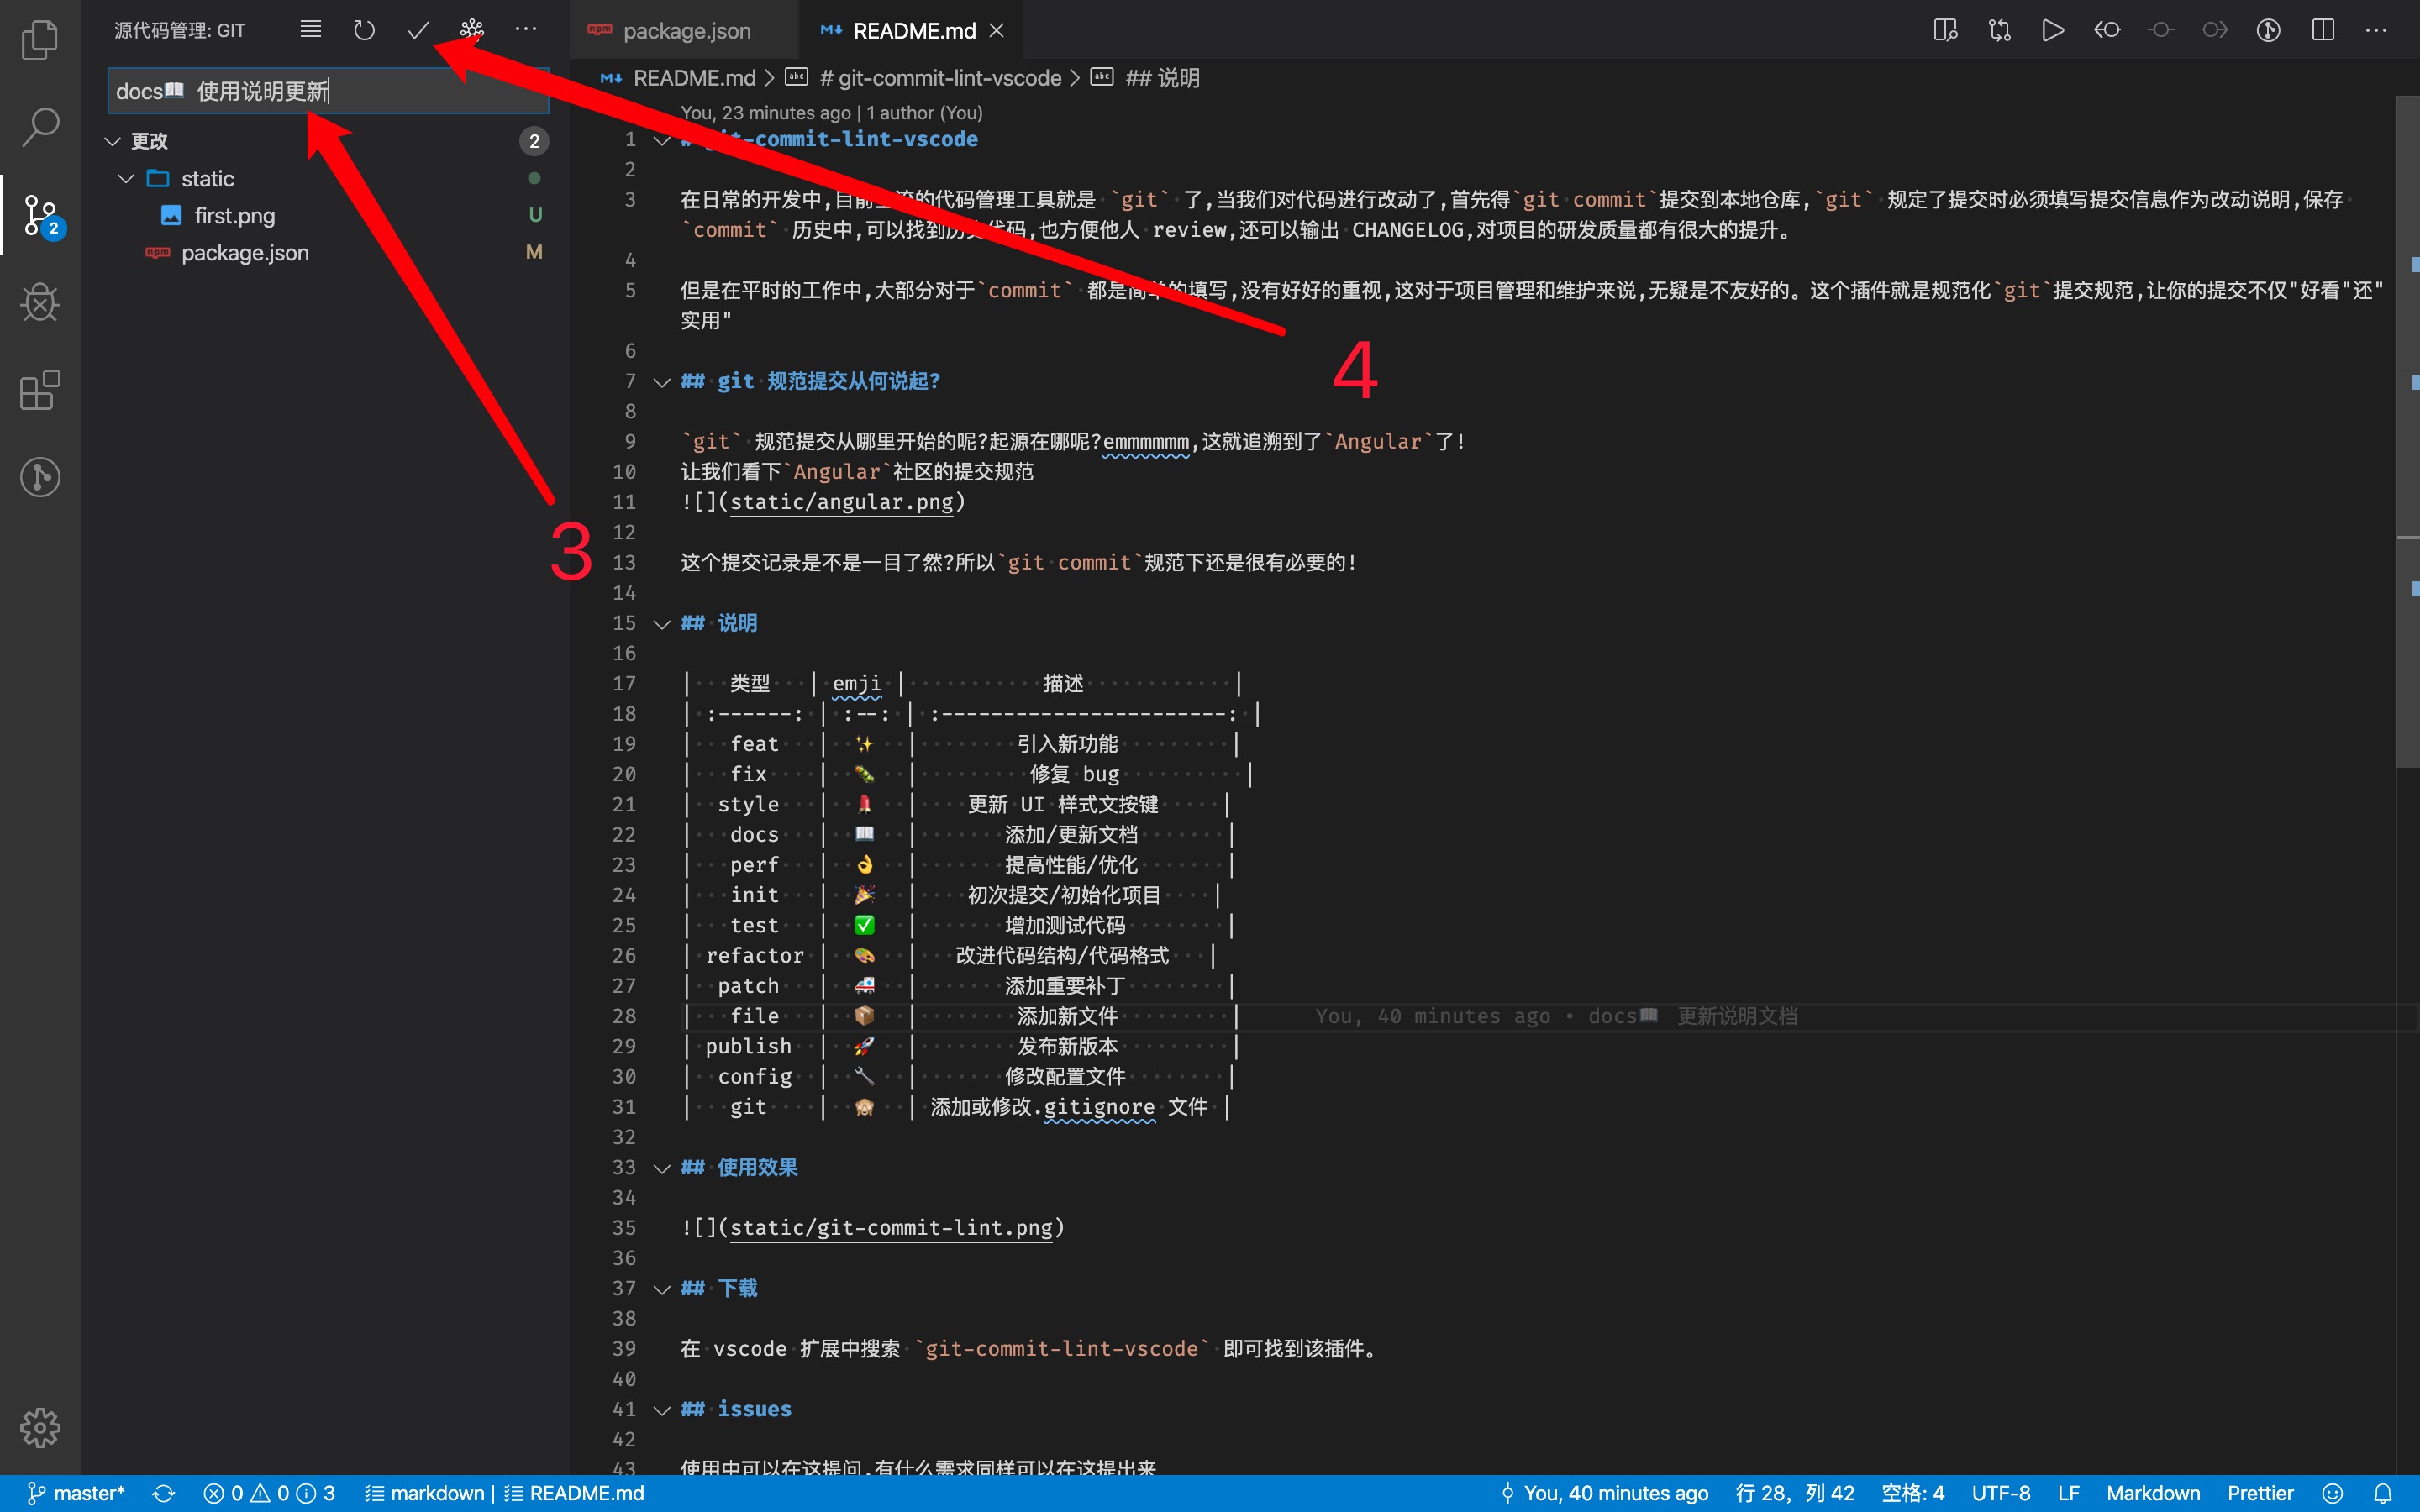 源代码管理: GIT
package.json
README.md
docs📖 使用说明更新
README.md > # git-commit-lint-vscode > ## 说明
You, 23 minutes ago | 1 author (You)
更改 2
static
first.png U
package.json M
3
4
1 # git-commit-lint-vscode
2
3 在日常的开发中,目前主流的代码管理工具就是 `git` 了,当我们对代码进行改动了,首先得`git commit`提交到本地仓库,`git` 规定了提交时必须填写提交信息作为改动说明,保存
`commit` 历史中,可以找到历史代码,也方便他人 review,还可以输出 CHANGELOG,对项目的研发质量都有很大的提升。
4
5 但是在平时的工作中,大部分对于`commit` 都是简单的填写,没有好好的重视,这对于项目管理和维护来说,无疑是不友好的。这个插件就是规范化`git`提交规范,让你的提交不仅"好看"还"
实用"
6
7 ## git 规范提交从何说起?
8
9 `git` 规范提交从哪里开始的呢?起源在哪呢?emmmmmm,这就追溯到了`Angular`了!
10 让我们看下`Angular`社区的提交规范
11 ![](static/angular.png)
12
13 这个提交记录是不是一目了然?所以`git commit`规范下还是很有必要的!
14
15 ## 说明
16
17 | 类型 | emji | 描述 |
18 | :------: | :--: | :-----------------------: |
19 | feat | ✨ | 引入新功能 |
20 | fix | 🐛 | 修复 bug |
21 | style | 💄 | 更新 UI 样式文按键 |
22 | docs | 📖 | 添加/更新文档 |
23 | perf | 👌 | 提高性能/优化 |
24 | init | 🎉 | 初次提交/初始化项目 |
25 | test | ✅ | 增加测试代码 |
26 | refactor | 🎨 | 改进代码结构/代码格式 |
27 | patch | 🚑 | 添加重要补丁 |
28 | file | 📦 | 添加新文件 | You, 40 minutes ago • docs📖 更新说明文档
29 | publish | 🚀 | 发布新版本 |
30 | config | 🔧 | 修改配置文件 |
31 | git | 🙈 | 添加或修改.gitignore 文件 |
32
33 ## 使用效果
34
35 ![](static/git-commit-lint.png)
36
37 ## 下载
38
39 在 vscode 扩展中搜索 `git-commit-lint-vscode` 即可找到该插件。
40
41 ## issues
42
43 使用中可以在这提问,有什么需求同样可以在这提出来
2
master* 0 0 3 markdown | README.md You, 40 minutes ago 行 28, 列 42 空格: 4 UTF-8 LF Markdown Prettier